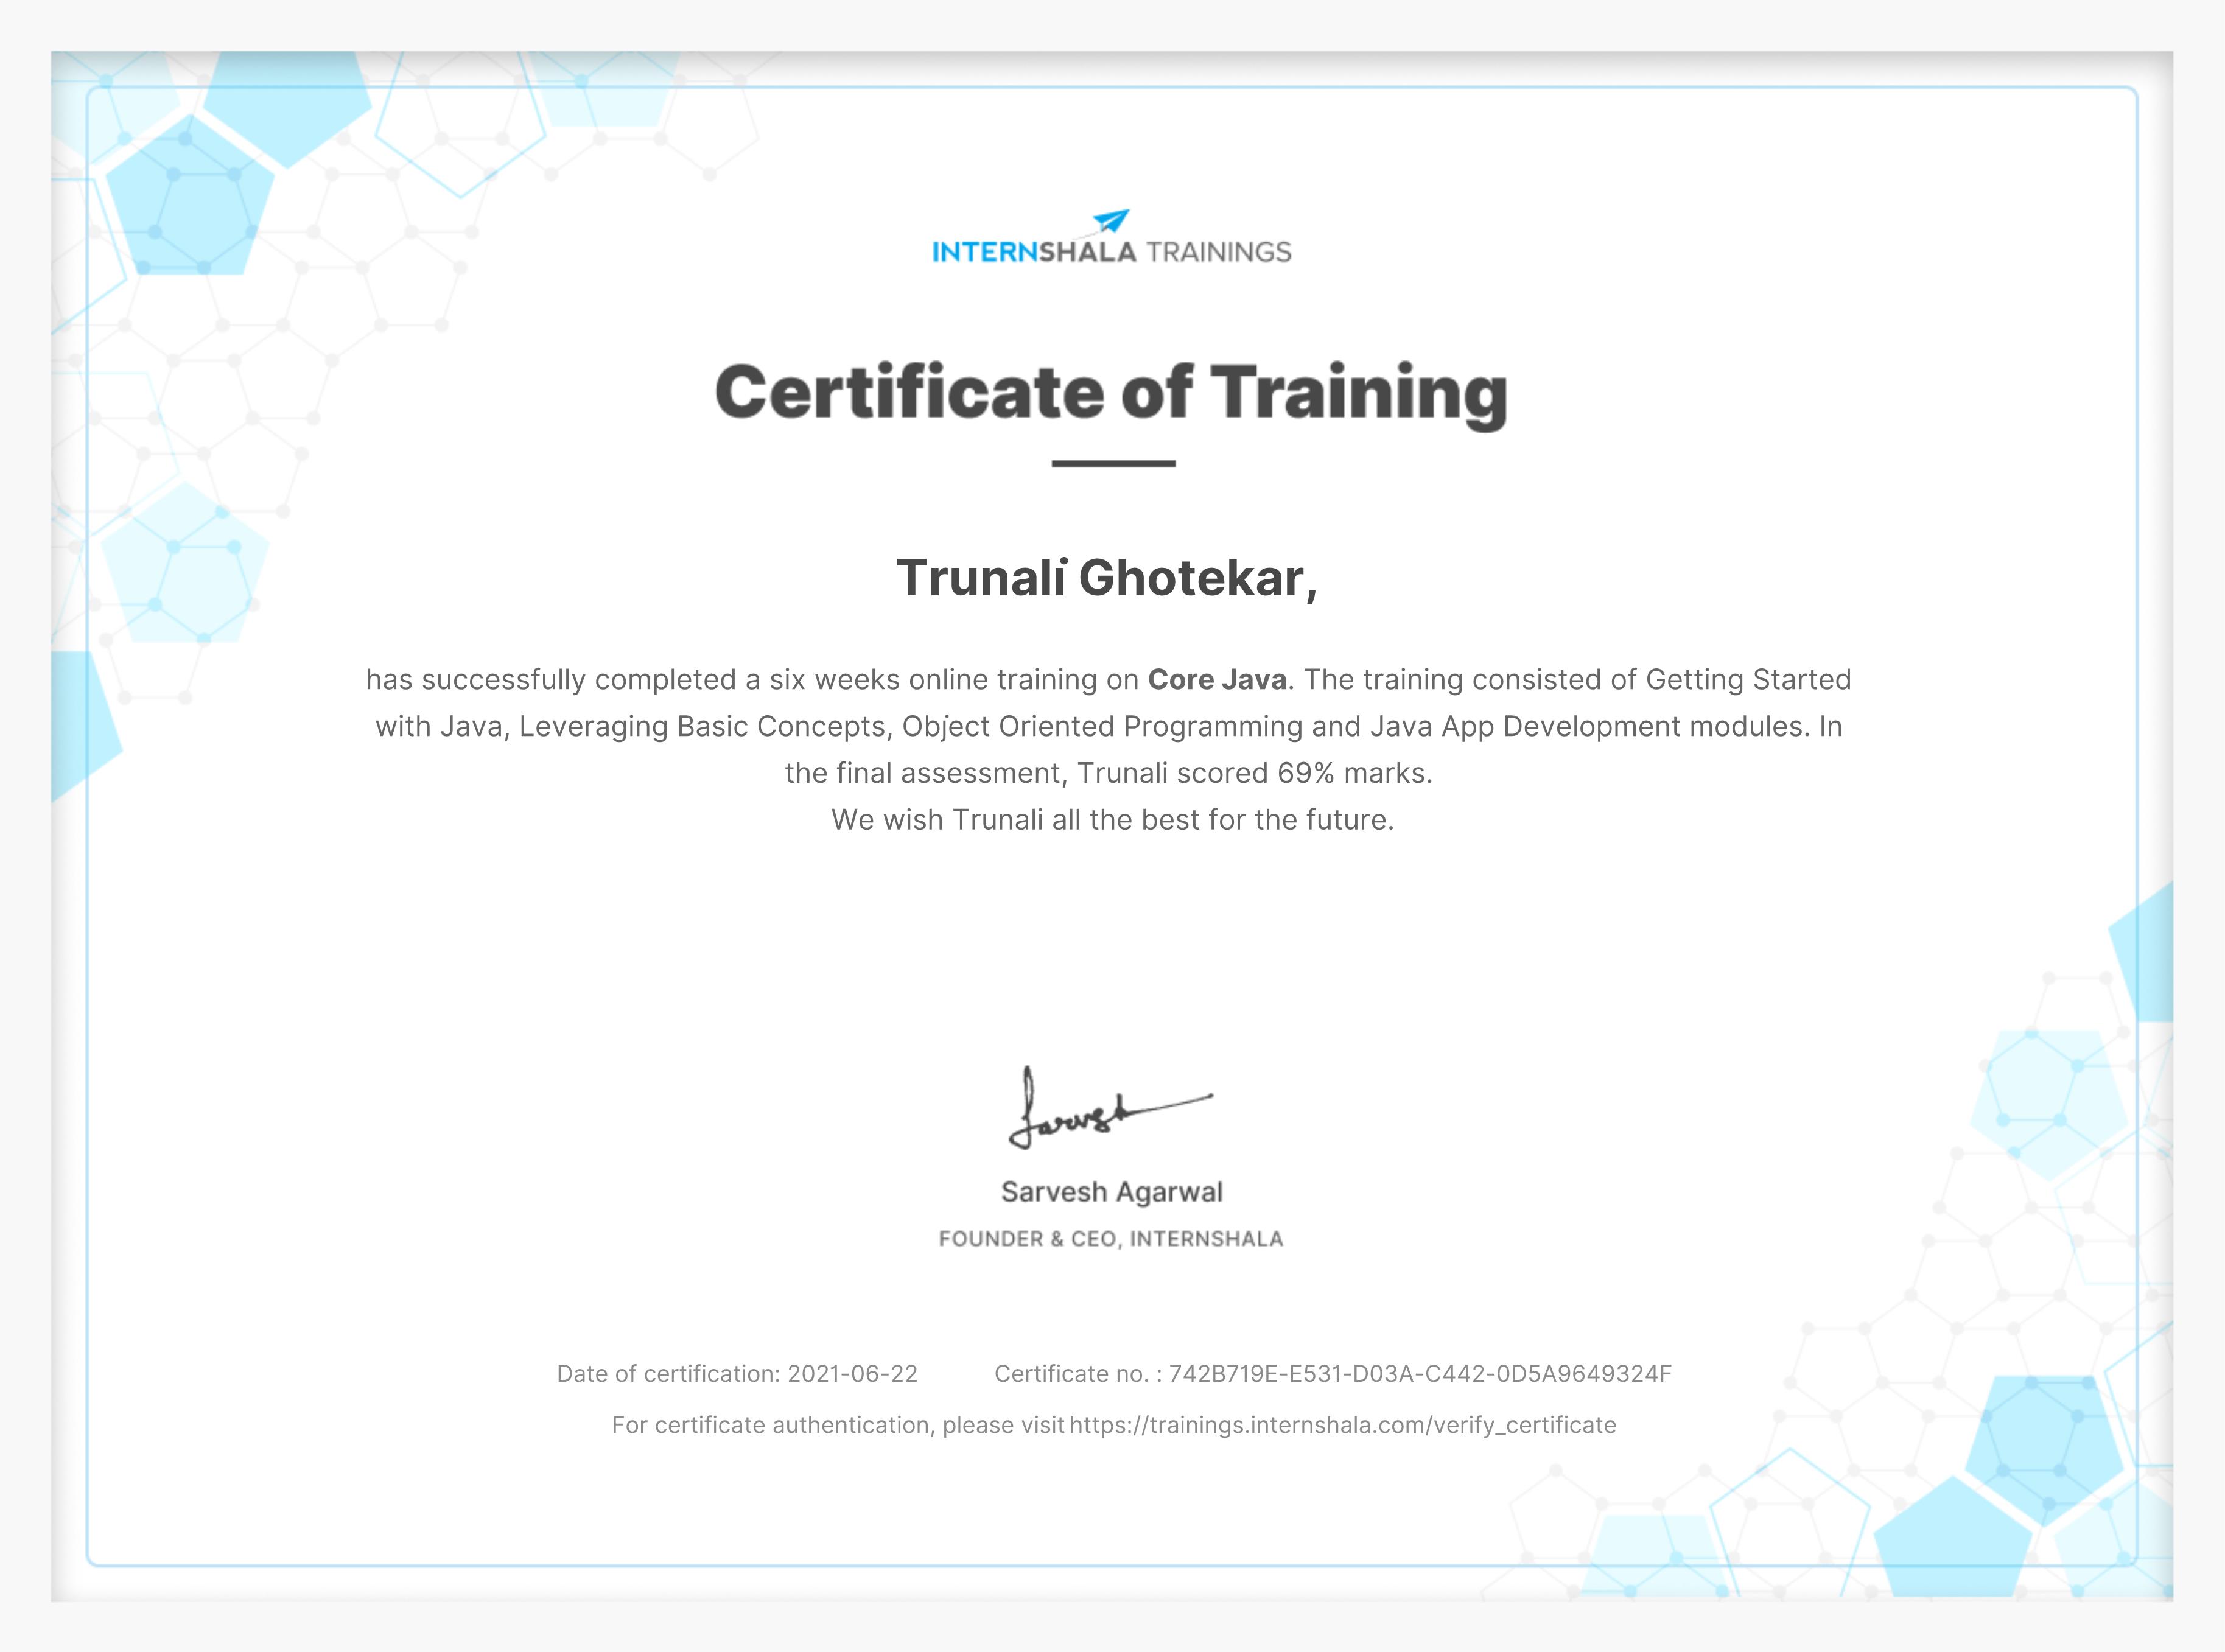 INTERNSHALA TRAININGS
Certificate of Training
Trunali Ghotekar,
has successfully completed a six weeks online training on Core Java. The training consisted of Getting Started
with Java, Leveraging Basic Concepts, Object Oriented Programming and Java App Development modules. In
the final assessment, Trunali scored 69% marks.
We wish Trunali all the best for the future.
Sarvesh
Sarvesh Agarwal
FOUNDER & CEO, INTERNSHALA
Date of certification: 2021-06-22 Certificate no. : 742B719E-E531-D03A-C442-0D5A9649324F
For certificate authentication, please visit https://trainings.internshala.com/verify_certificate